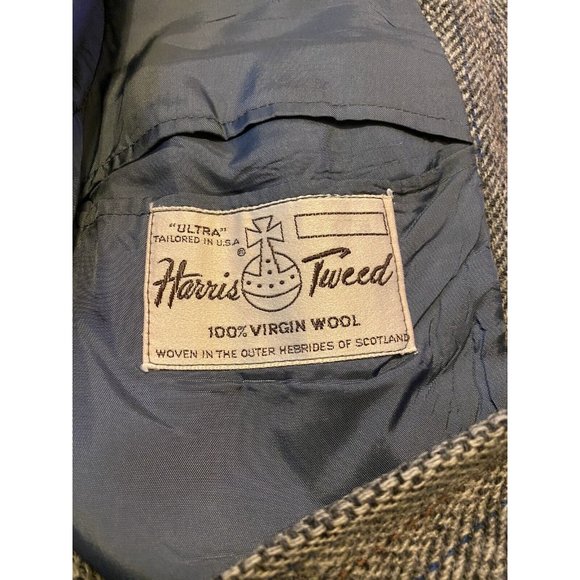 "ULTRA"
TAILORED IN U.S.A
®
Harris Tweed
100% VIRGIN WOOL
WOVEN IN THE OUTER HEBRIDES OF SCOTLAND